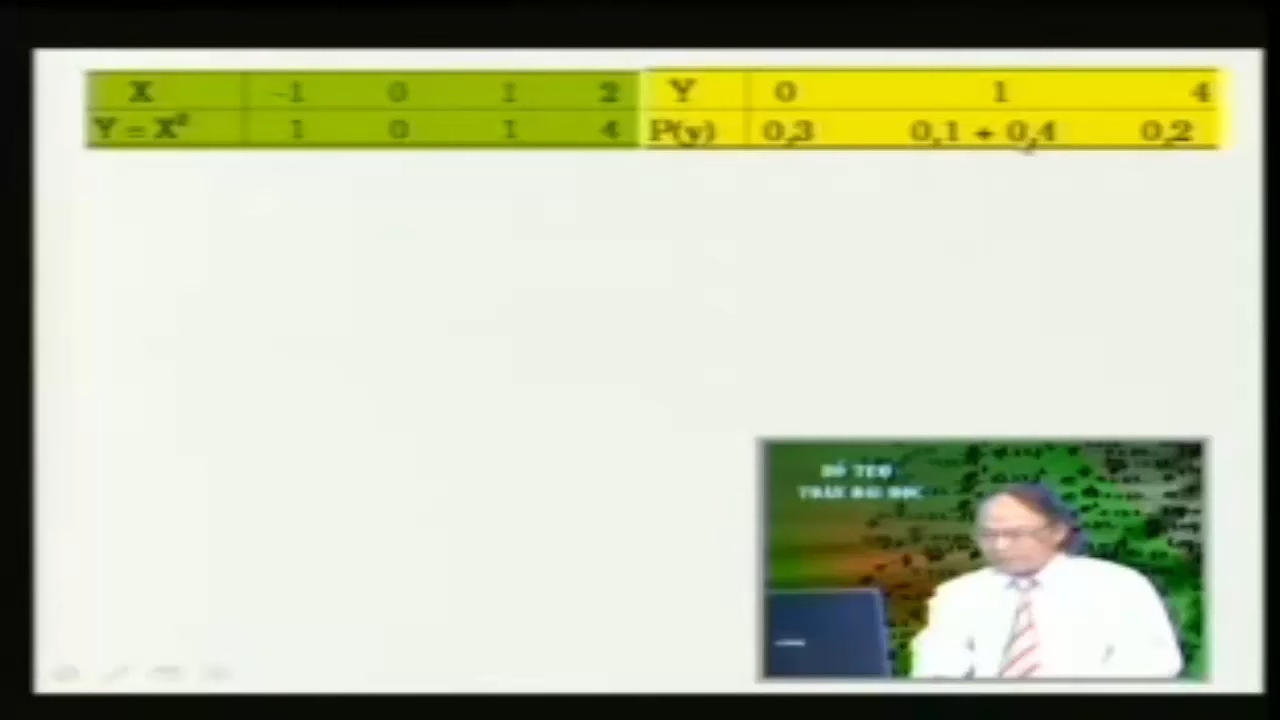 X -1 0 1 2
Y = X² 1 0 1 4
Y 0 1 4
P(y) 0,3 0,1 + 0,4 0,2